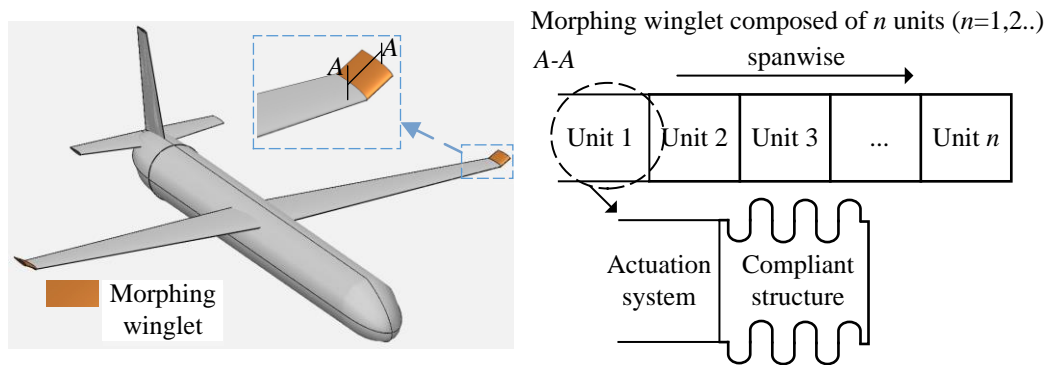 A
A
Morphing
winglet
Morphing winglet composed of n units (n=1,2..)
A-A
spanwise
Unit 1
Unit 2
Unit 3
...
Unit n
Actuation
system
Compliant
structure